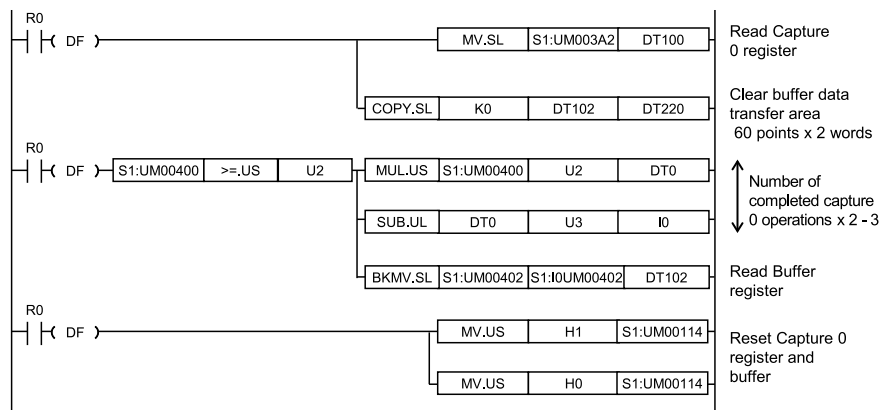 R0
( DF ) MV.SL S1:UM003A2 DT100
Read Capture
0 register
COPY.SL K0 DT102 DT220
Clear buffer data
transfer area
60 points x 2 words
R0
( DF ) S1:UM00400 >=.US U2 MUL.US S1:UM00400 U2 DT0
SUB.UL DT0 U3 I0
Number of
completed capture
0 operations x 2 - 3
BKMV.SL S1:UM00402 S1:I0UM00402 DT102
Read Buffer
register
R0
( DF ) MV.US H1 S1:UM00114
MV.US H0 S1:UM00114
Reset Capture 0
register and
buffer